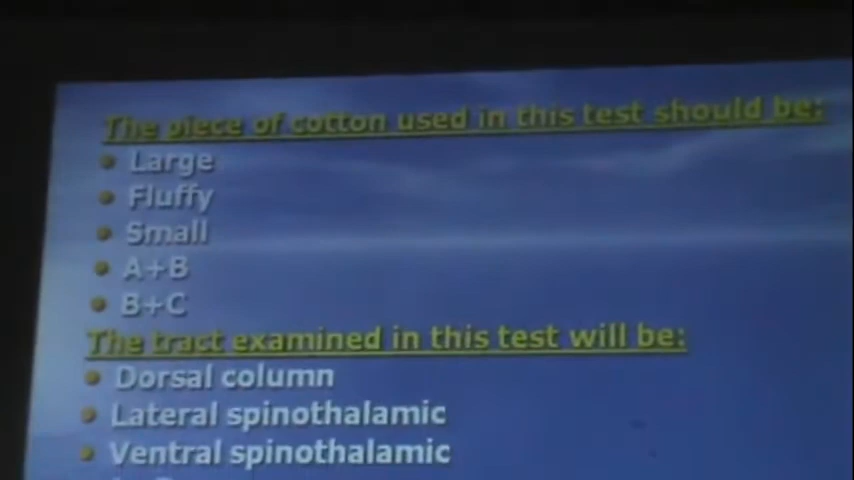 The piece of cotton used in this test should be:
Large
Fluffy
Small
A+B
B+C
The tract examined in this test will be:
Dorsal column
Lateral spinothalamic
Ventral spinothalamic